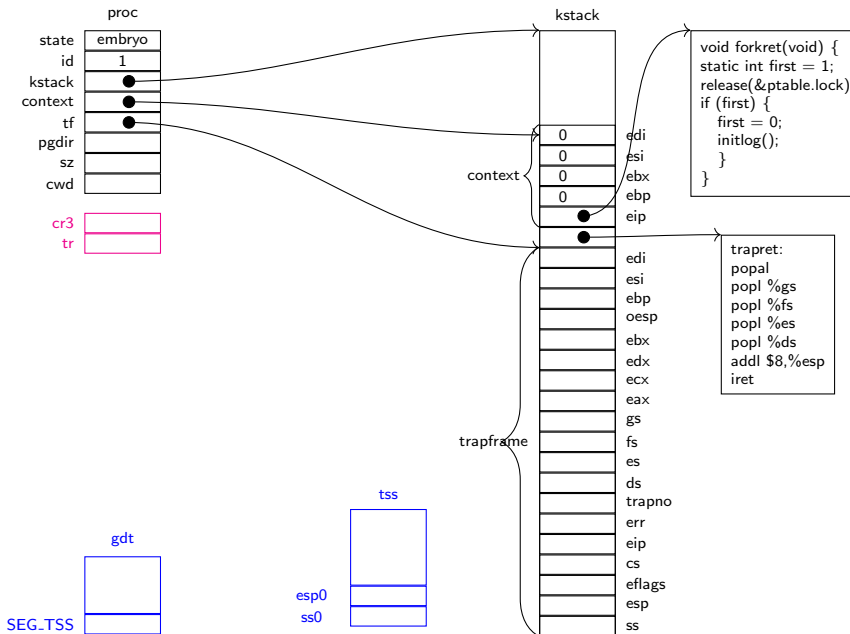 proc
state embryo
id 1
kstack
context
tf
pgdir
sz
cwd
cr3
tr
gdt
SEG_TSS
tss
esp0
ss0
kstack
context
0 edi
0 esi
0 ebx
0 ebp
eip
trapframe
edi
esi
ebp
oesp
ebx
edx
ecx
eax
gs
fs
es
ds
trapno
err
eip
cs
eflags
esp
ss
void forkret(void) {
static int first = 1;
release(&ptable.lock)
if (first) {
first = 0;
initlog();
}
}
trapret:
popal
popl %gs
popl %fs
popl %es
popl %ds
addl $8,%esp
iret